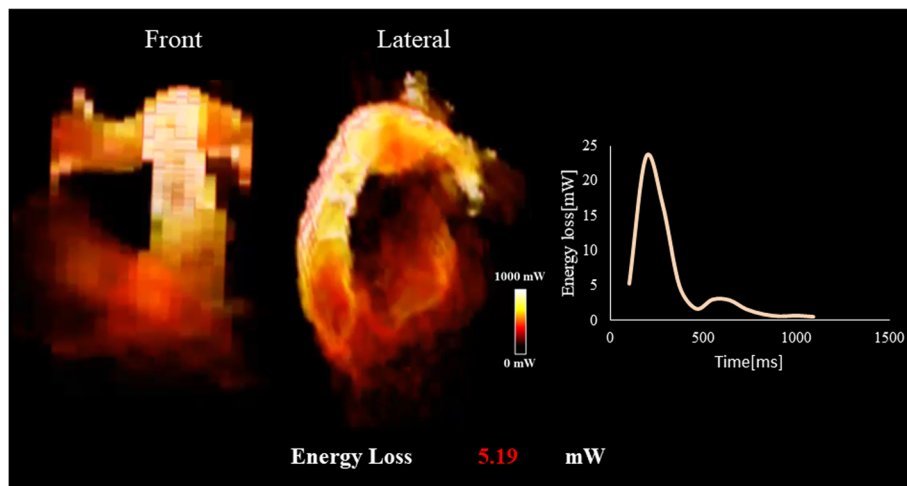 Front Lateral
1000 mW
0 mW
Energy loss[mW]
25
20
15
10
5
0
0 500 1000 1500
Time[ms]
Energy Loss 5.19 mW